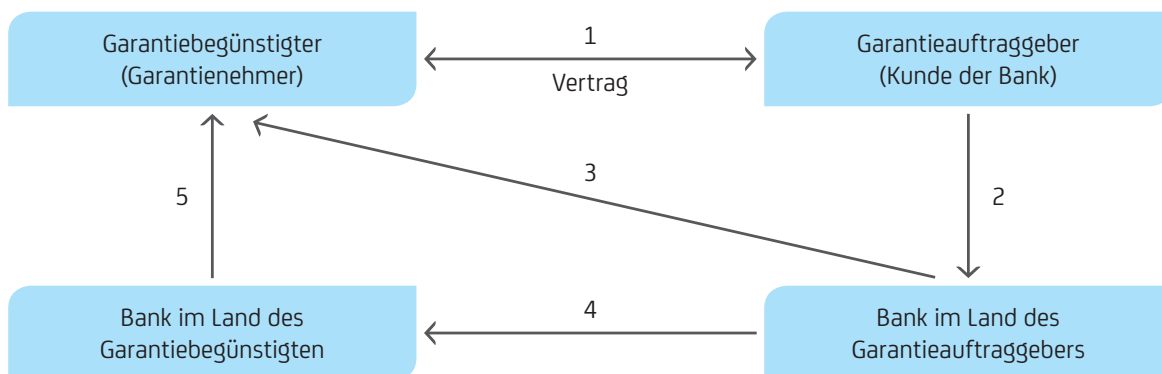 Garantiebegünstigter
(Garantienehmer)
1
Vertrag
Garantieauftraggeber
(Kunde der Bank)
5
3
2
Bank im Land des
Garantiebegünstigten
4
Bank im Land des
Garantieauftraggebers